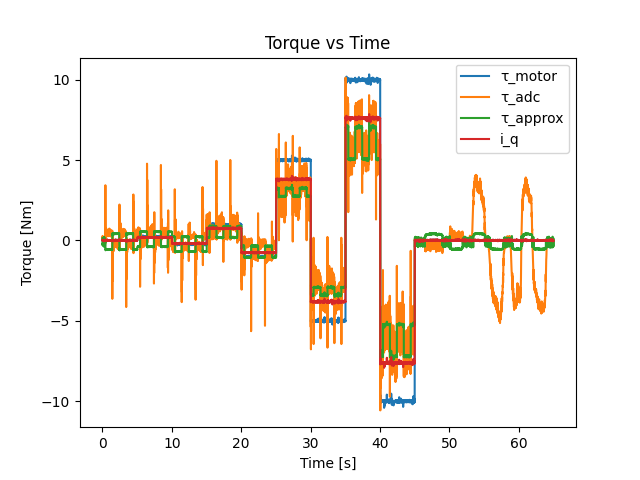 Torque vs Time
τ_motor
τ_adc
τ_approx
i_q
Torque [Nm]
10
5
0
−5
−10
0 10 20 30 40 50 60
Time [s]